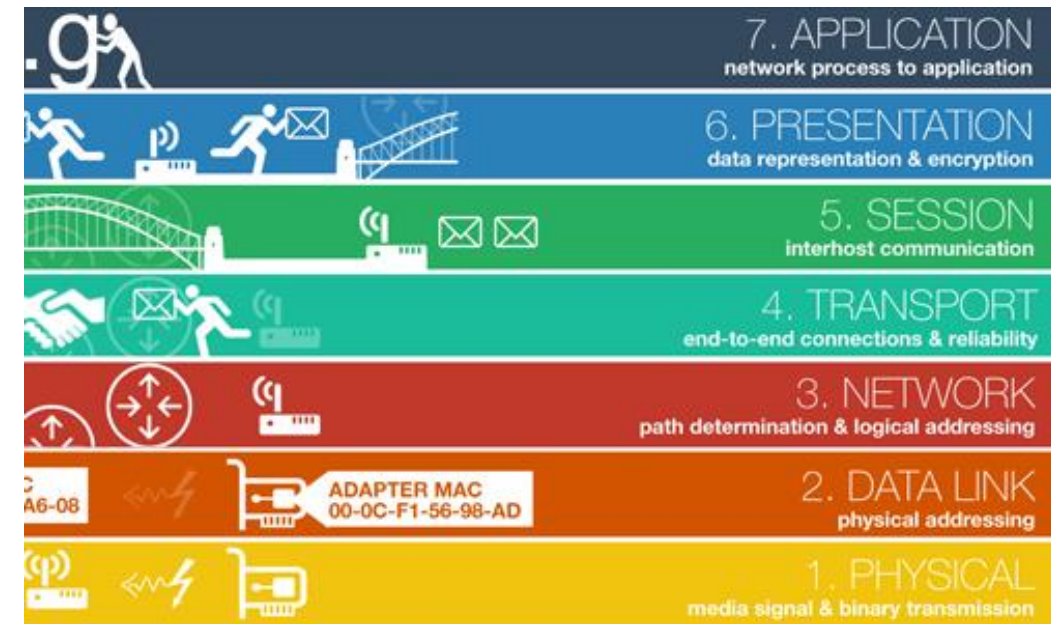 .g
7. APPLICATION
network process to application
6. PRESENTATION
data representation & encryption
5. SESSION
interhost communication
4. TRANSPORT
end-to-end connections & reliability
3. NETWORK
path determination & logical addressing
C
A6-08
ADAPTER MAC
00-0C-F1-56-98-AD
2. DATA LINK
physical addressing
1. PHYSICAL
media signal & binary transmission